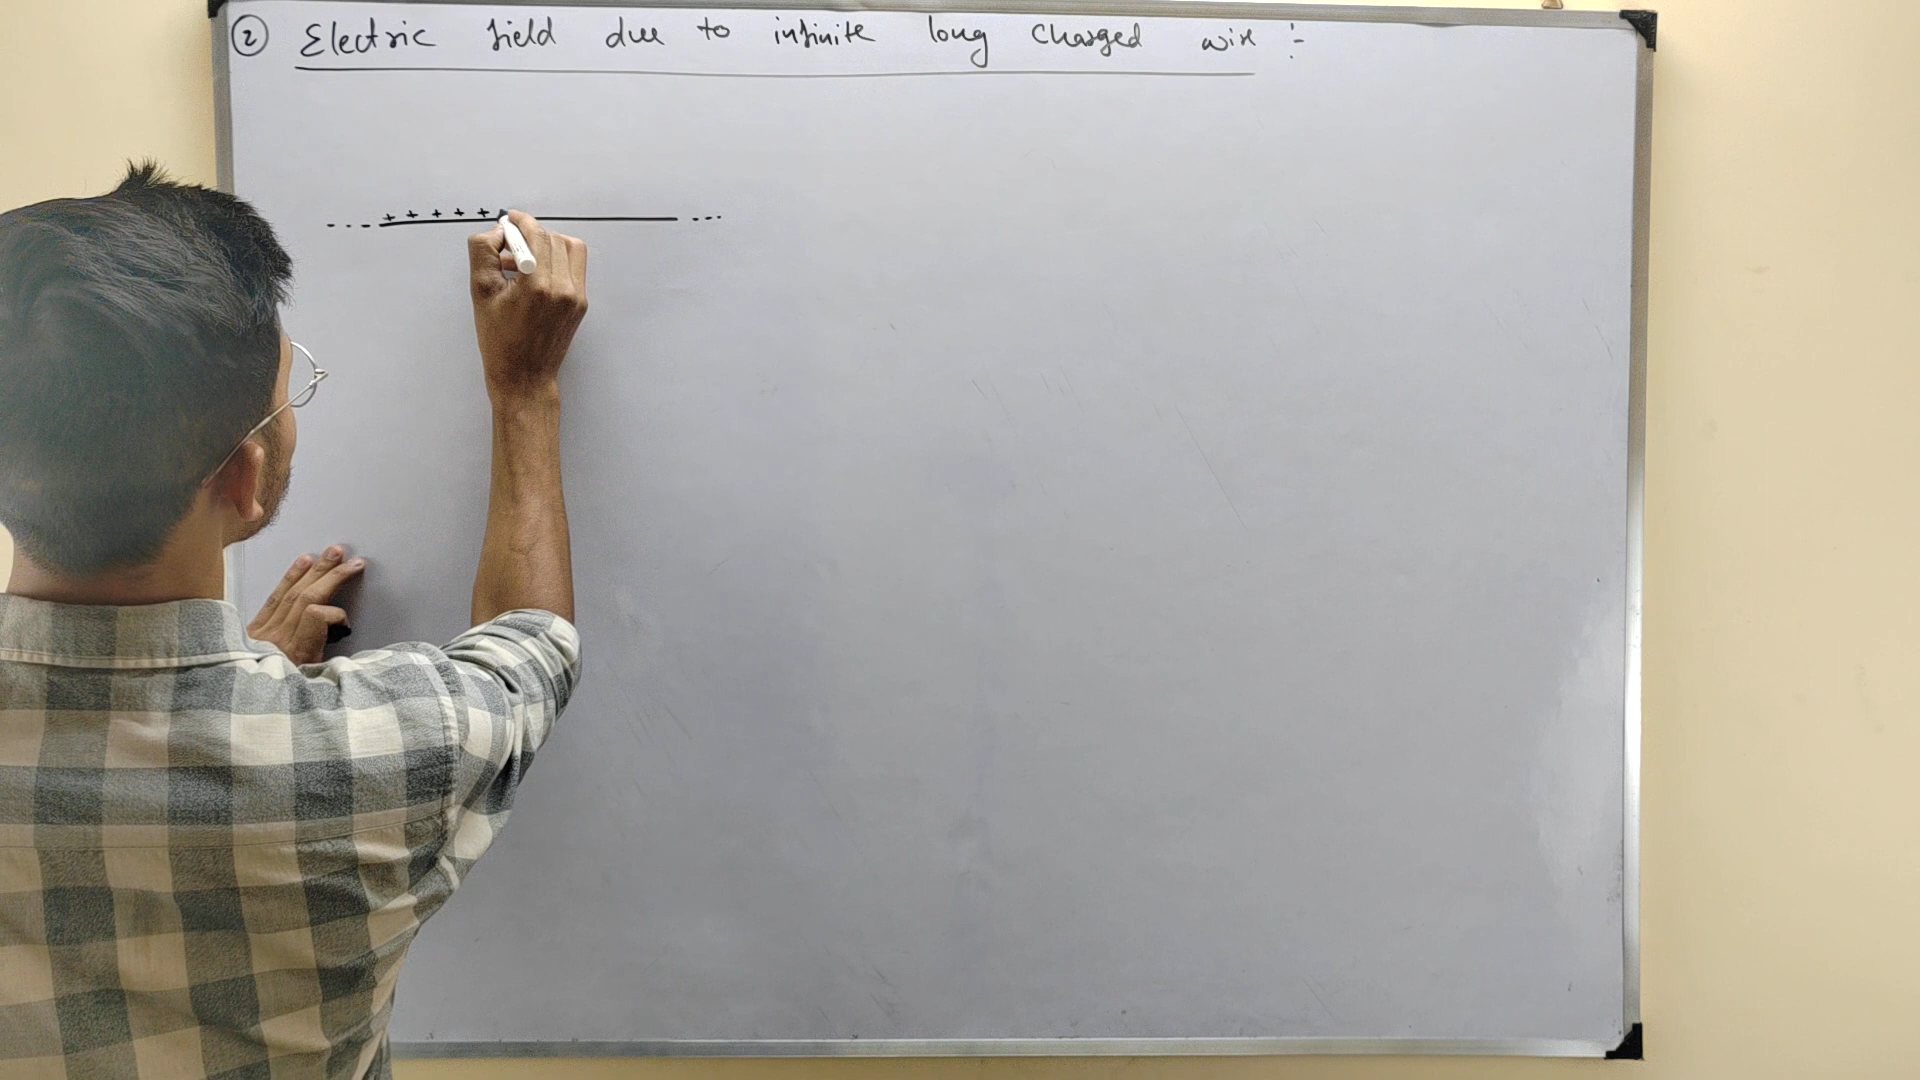 ② Electric field due to infinite long charged wire :-
- - - + + + + + - - -